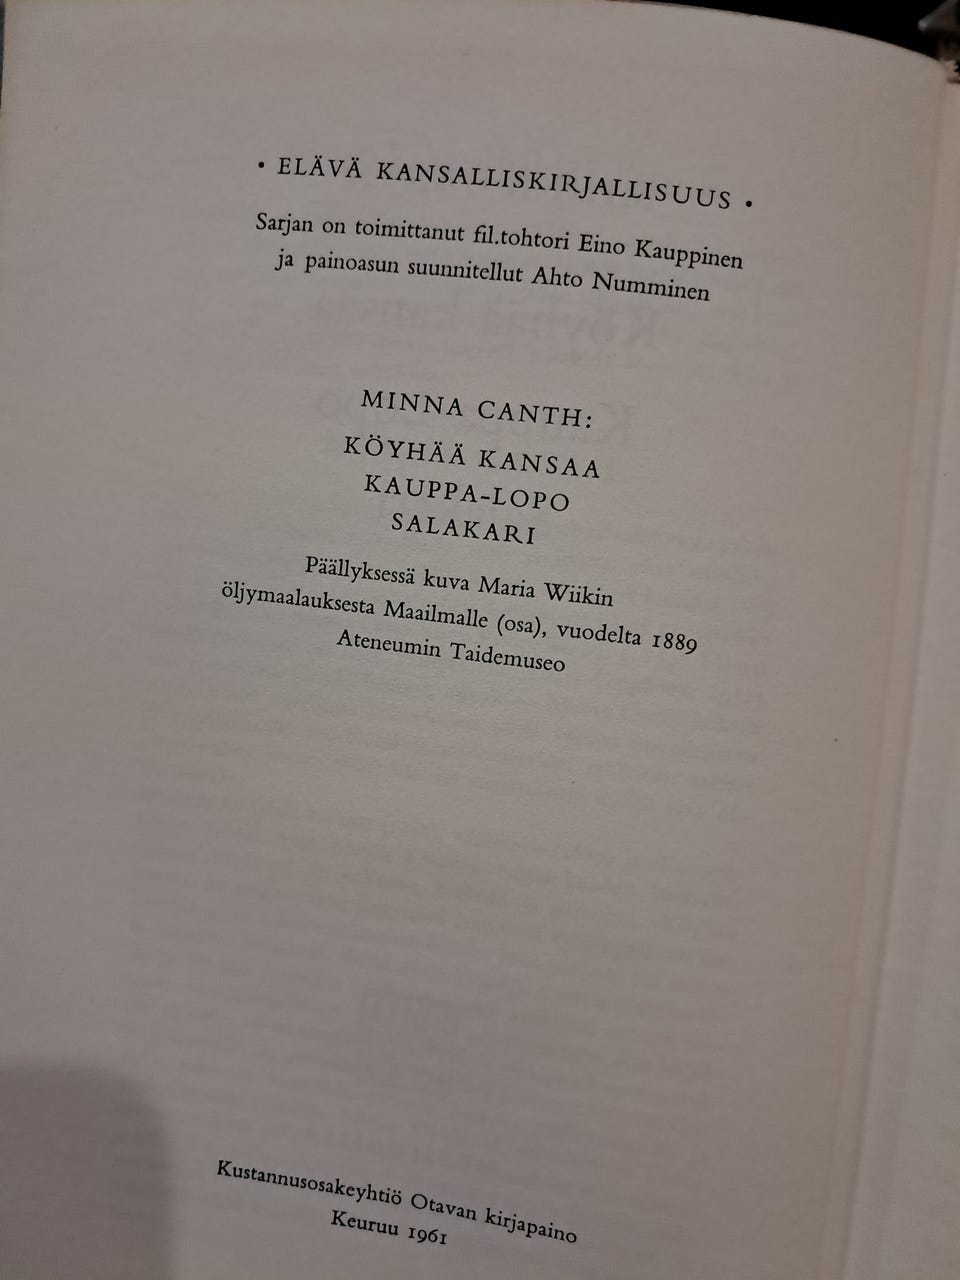 • ELÄVÄ KANSALLISKIRJALLISUUS •
Sarjan on toimittanut fil.tohtori Eino Kauppinen
ja painoasun suunnitellut Ahto Numminen
MINNA CANTH:
KÖYHÄÄ KANSAA
KAUPPA-LOPO
SALAKARI
Päällyksessä kuva Maria Wiikin
öljymaalauksesta Maailmalle (osa), vuodelta 1889
Ateneumin Taidemuseo
Kustannusosakeyhtiö Otavan kirjapaino
Keuruu 1961